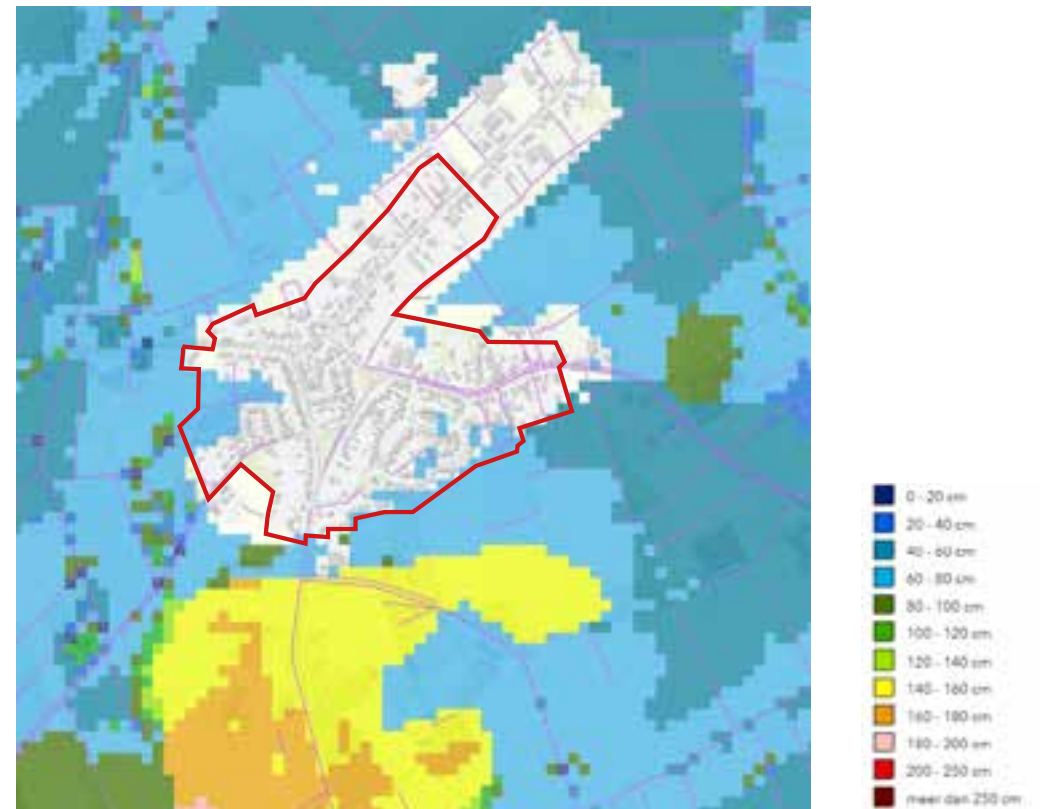 0 - 20 cm
20 - 40 cm
40 - 60 cm
60 - 80 cm
80 - 100 cm
100 - 120 cm
120 - 140 cm
140 - 160 cm
160 - 180 cm
180 - 200 cm
200 - 250 cm
meer dan 250 cm